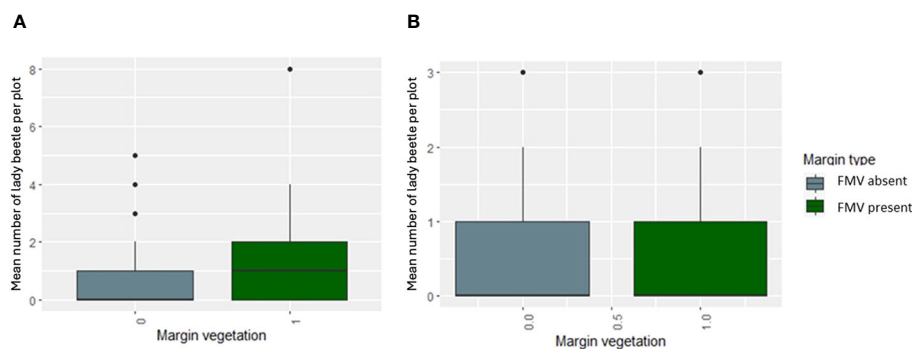 A
Mean number of lady beetle per plot
8
6
4
2
0
0
1
Margin vegetation
B
Mean number of lady beetle per plot
3
2
1
0
0.0
0.5
1.0
Margin vegetation
Margin type
FMV absent
FMV present